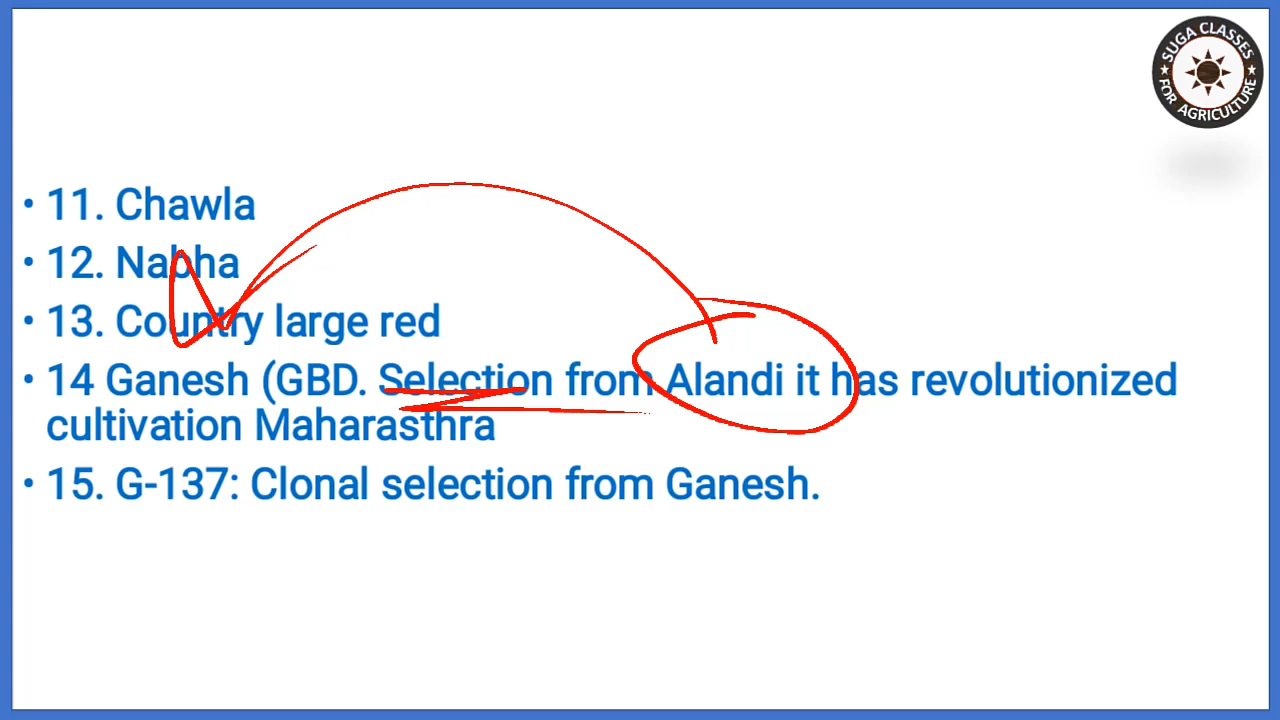 SUGA CLASSES
FOR AGRICULTURE
• 11. Chawla
• 12. Nabha
• 13. Country large red
• 14 Ganesh (GBD. Selection from Alandi it has revolutionized
cultivation Maharasthra
• 15. G-137: Clonal selection from Ganesh.